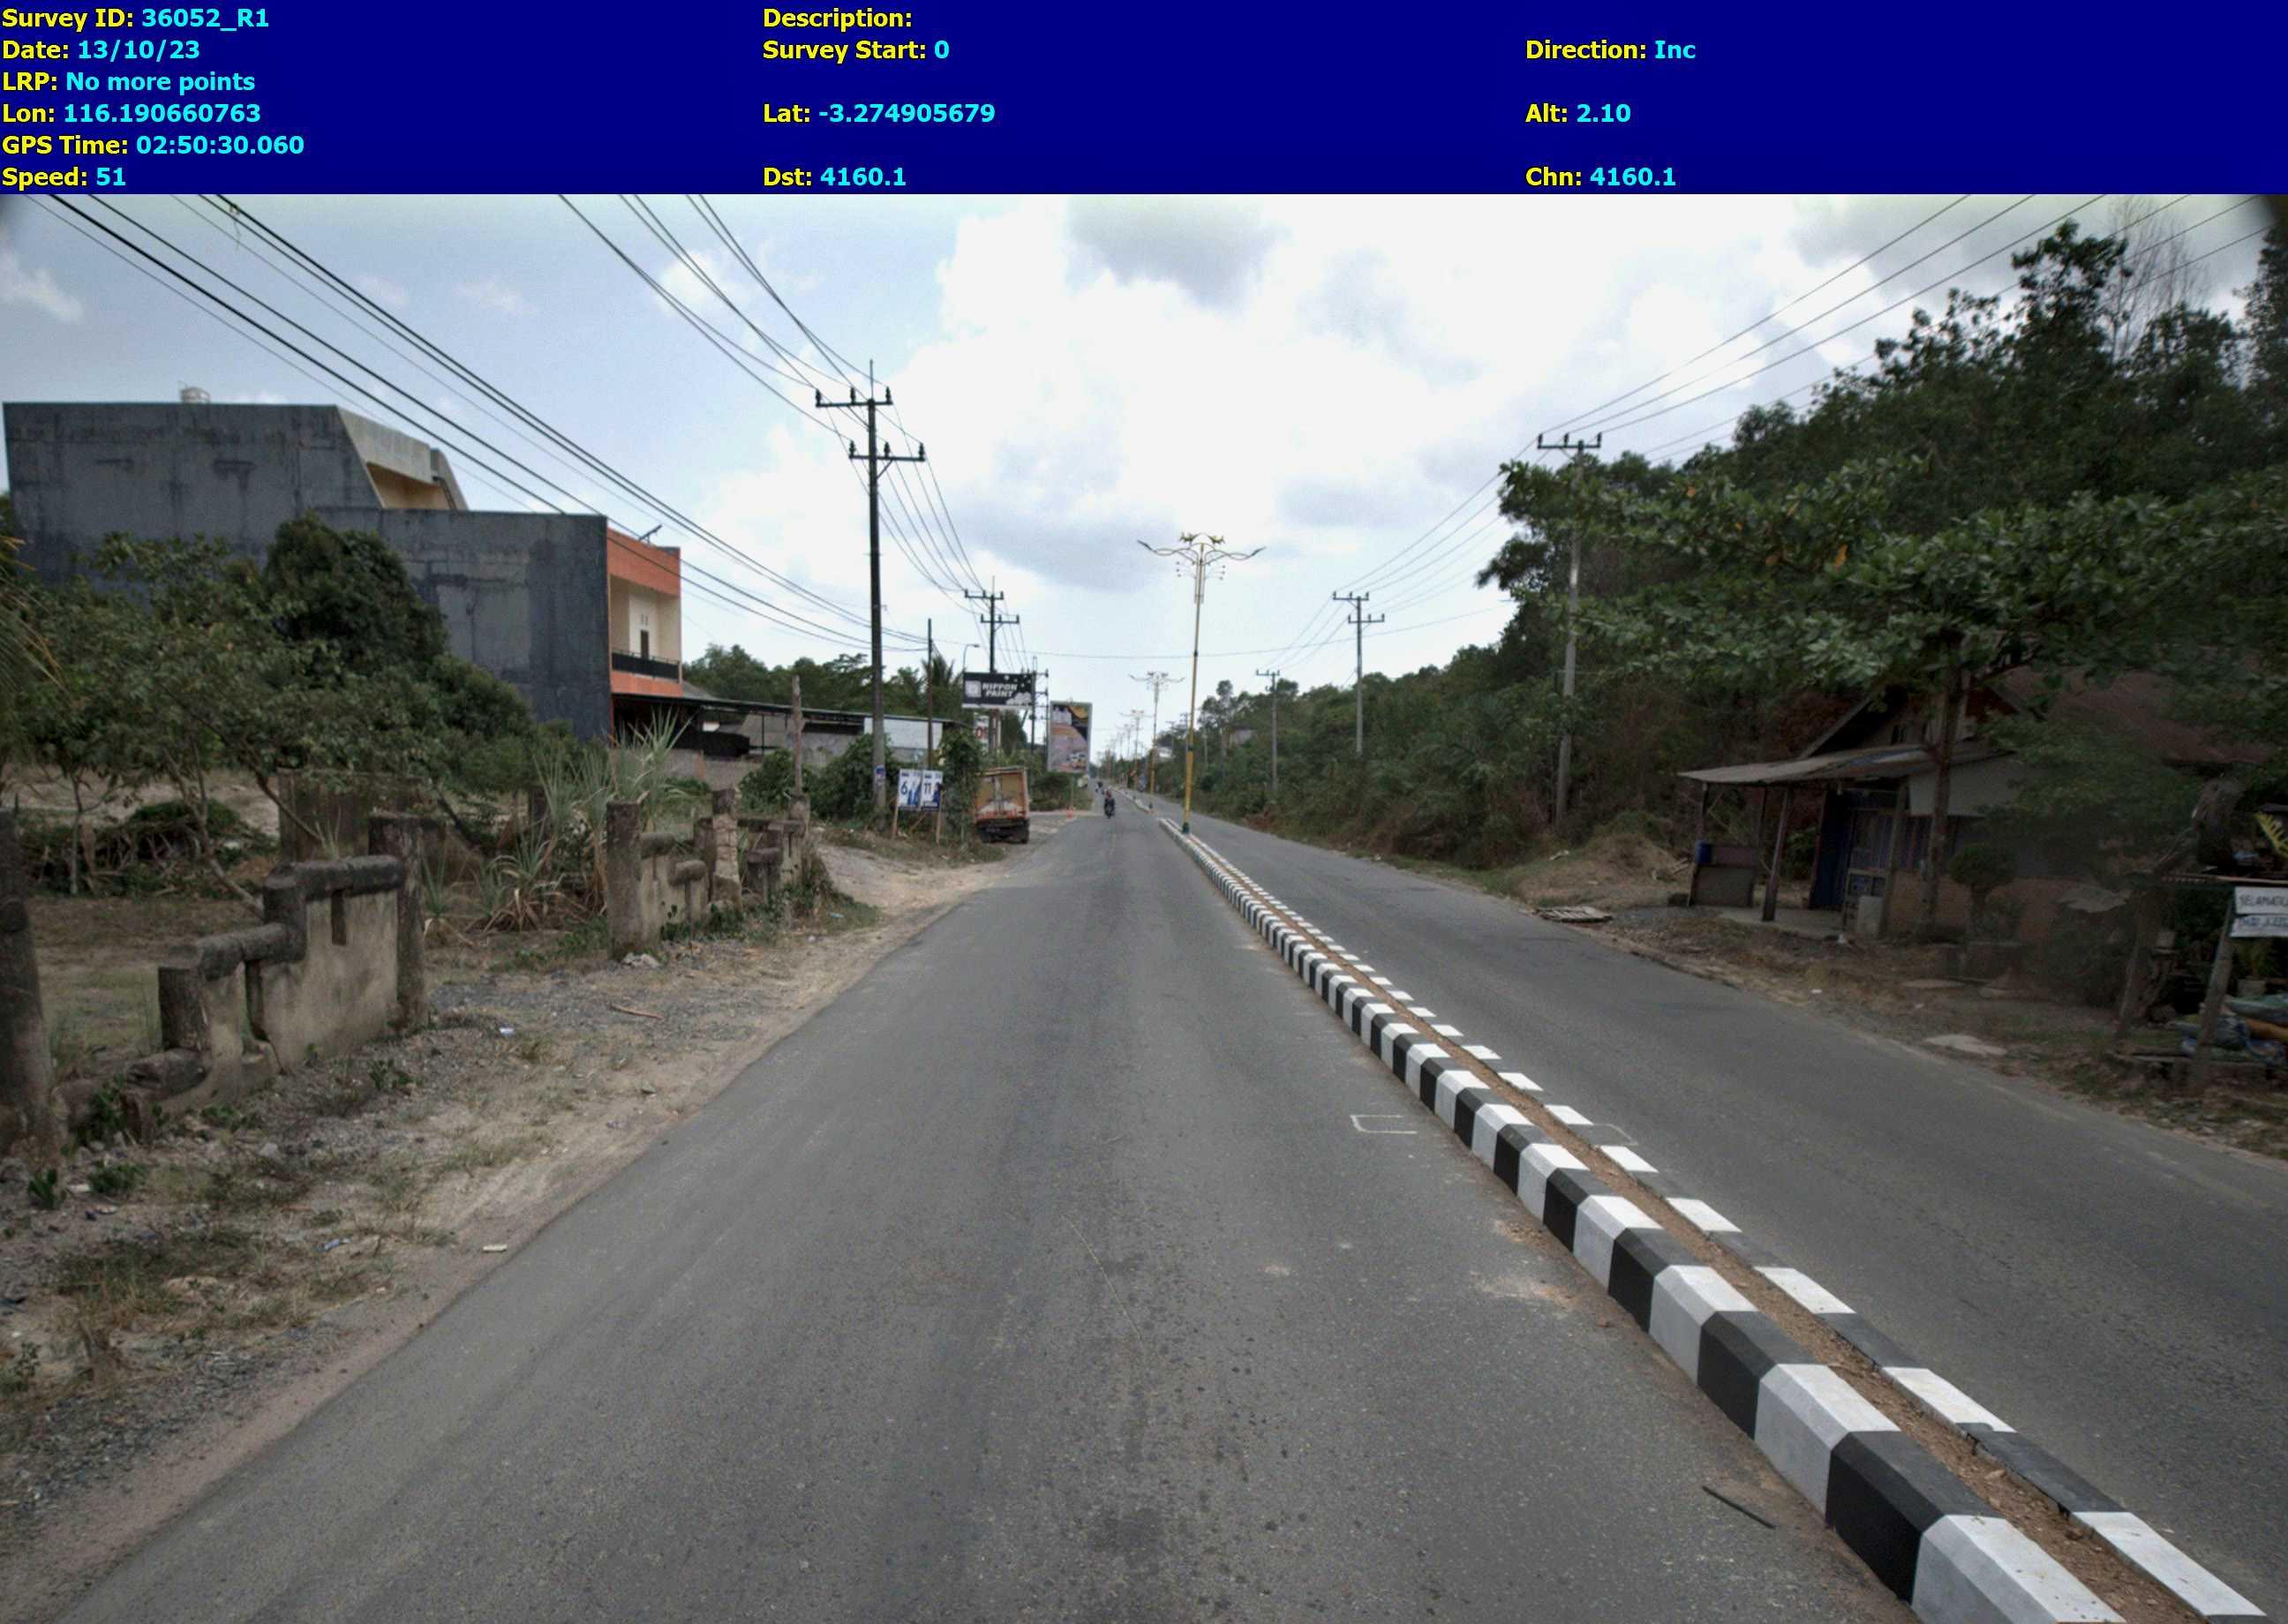 Survey ID: 36052_R1
Description:
Date: 13/10/23
Survey Start: 0
Direction: Inc
LRP: No more points
Lon: 116.190660763
Lat: -3.274905679
Alt: 2.10
GPS Time: 02:50:30.060
Speed: 51
Dst: 4160.1
Chn: 4160.1
NIPPON
PAINT
6
11